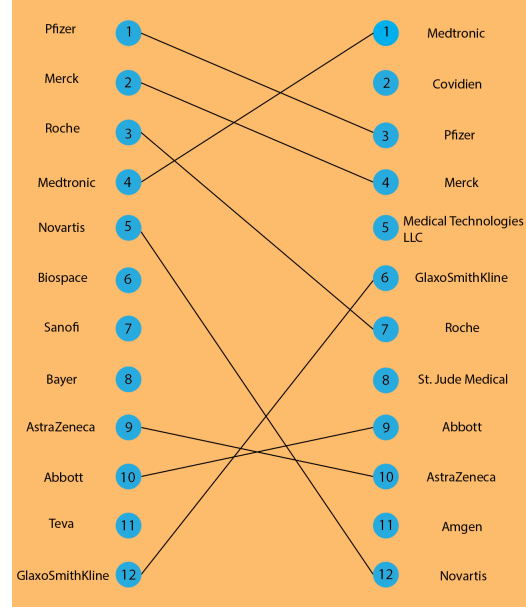 Pfizer 1 1 Medtronic
Merck 2 2 Covidien
Roche 3 3 Pfizer
Medtronic 4 4 Merck
Novartis 5 5 Medical Technologies
LLC
Biospace 6 6 GlaxoSmithKline
Sanofi 7 7 Roche
Bayer 8 8 St. Jude Medical
AstraZeneca 9 9 Abbott
Abbott 10 10 AstraZeneca
Teva 11 11 Amgen
GlaxoSmithKline 12 12 Novartis